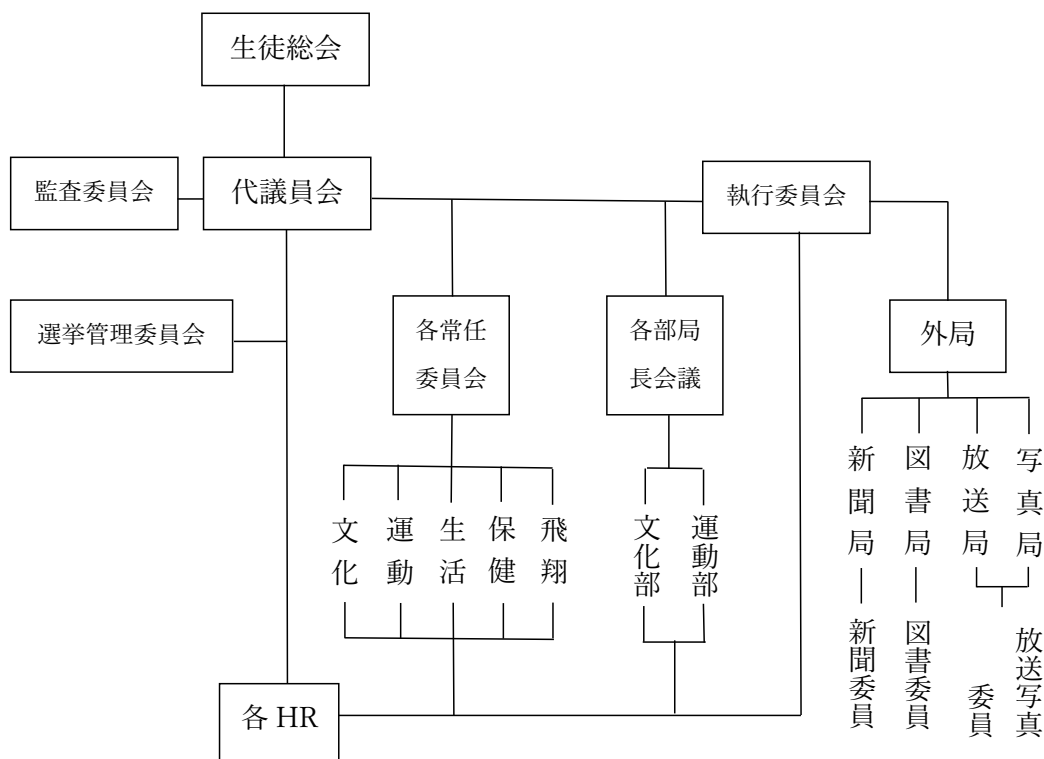 生徒総会
監査委員会
代議員会
執行委員会
選挙管理委員会
各常任
委員会
各部局
長会議
外局
新聞局
図書局
放送局
写真局
文化
運動
生活
保健
飛翔
文化部
運動部
新聞委員
図書委員
放送写真
委員
各 HR